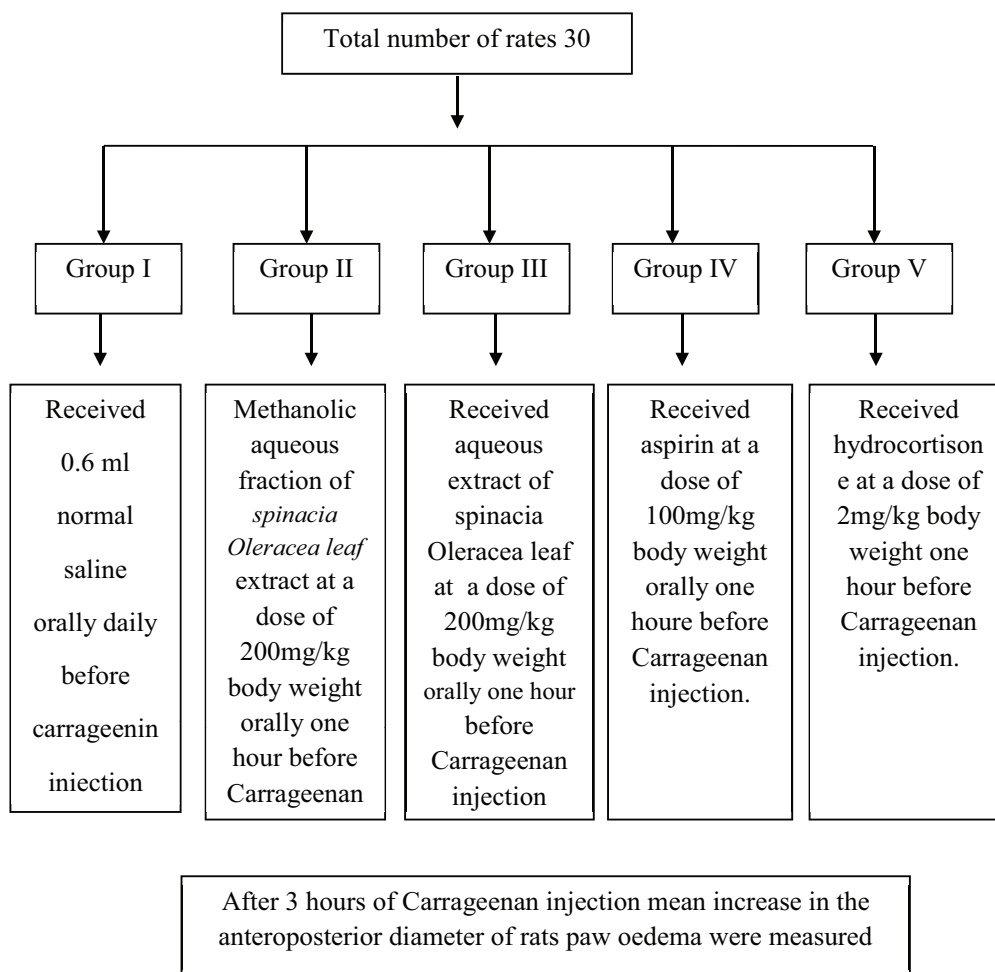 Total number of rates 30
Group I
Group II
Group III
Group IV
Group V
Received
0.6 ml
normal
saline
orally daily
before
carrageenin
iniection
Methanolic
aqueous
fraction of
spinacia
Oleracea leaf
extract at a
dose of
200mg/kg
body weight
orally one
hour before
Carrageenan
Received
aqueous
extract of
spinacia
Oleracea leaf
at a dose of
200mg/kg
body weight
orally one hour
before
Carrageenan
injection
Received
aspirin at a
dose of
100mg/kg
body weight
orally one
houre before
Carrageenan
injection.
Received
hydrocortison
e at a dose of
2mg/kg body
weight one
hour before
Carrageenan
injection.
After 3 hours of Carrageenan injection mean increase in the
anteroposterior diameter of rats paw oedema were measured